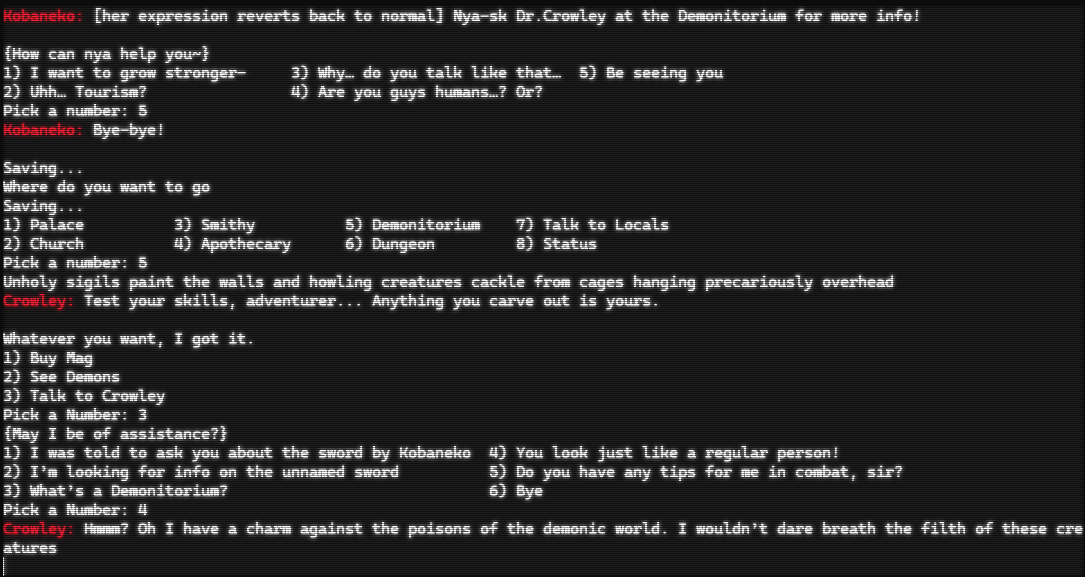 Kobaneko: [her expression reverts back to normal] Nya-sk Dr.Crowley at the Demonitorium for more info!
{How can nya help you~}
1) I want to grow stronger-     3) Why… do you talk like that…  5) Be seeing you
2) Uhh… Tourism?                4) Are you guys humans…? Or?
Pick a number: 5
Kobaneko: Bye-bye!
Saving...
Where do you want to go
Saving...
1) Palace          3) Smithy          5) Demonitorium    7) Talk to Locals
2) Church          4) Apothecary      6) Dungeon         8) Status
Pick a number: 5
Unholy sigils paint the walls and howling creatures cackle from cages hanging precariously overhead
Crowley: Test your skills, adventurer... Anything you carve out is yours.
Whatever you want, I got it.
1) Buy Mag
2) See Demons
3) Talk to Crowley
Pick a Number: 3
{May I be of assistance?}
1) I was told to ask you about the sword by Kobaneko  4) You look just like a regular person!
2) I'm looking for info on the unnamed sword          5) Do you have any tips for me in combat, sir?
3) What's a Demonitorium?                             6) Bye
Pick a Number: 4
Crowley: Hmmm? Oh I have a charm against the poisons of the demonic world. I wouldn't dare breath the filth of these cre
atures